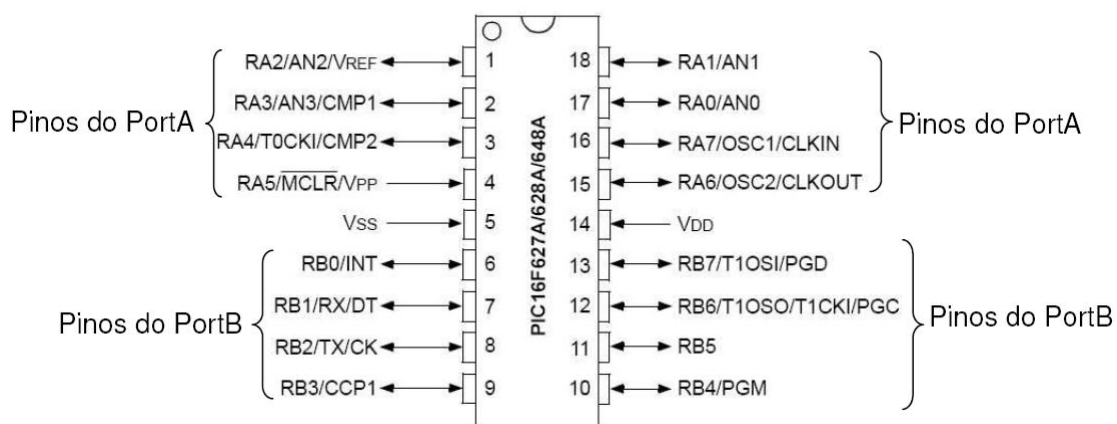 RA2/AN2/VREF 1 18 RA1/AN1
RA3/AN3/CMP1 2 17 RA0/AN0
Pinos do PortA Pinos do PortA
RA4/T0CKI/CMP2 3 16 RA7/OSC1/CLKIN
RA5/MCLR/VPP 4 15 RA6/OSC2/CLKOUT
VSS 5 14 VDD
PIC16F627A/628A/648A
RB0/INT 6 13 RB7/T1OSI/PGD
RB1/RX/DT 7 12 RB6/T1OSO/T1CKI/PGC
Pinos do PortB Pinos do PortB
RB2/TX/CK 8 11 RB5
RB3/CCP1 9 10 RB4/PGM